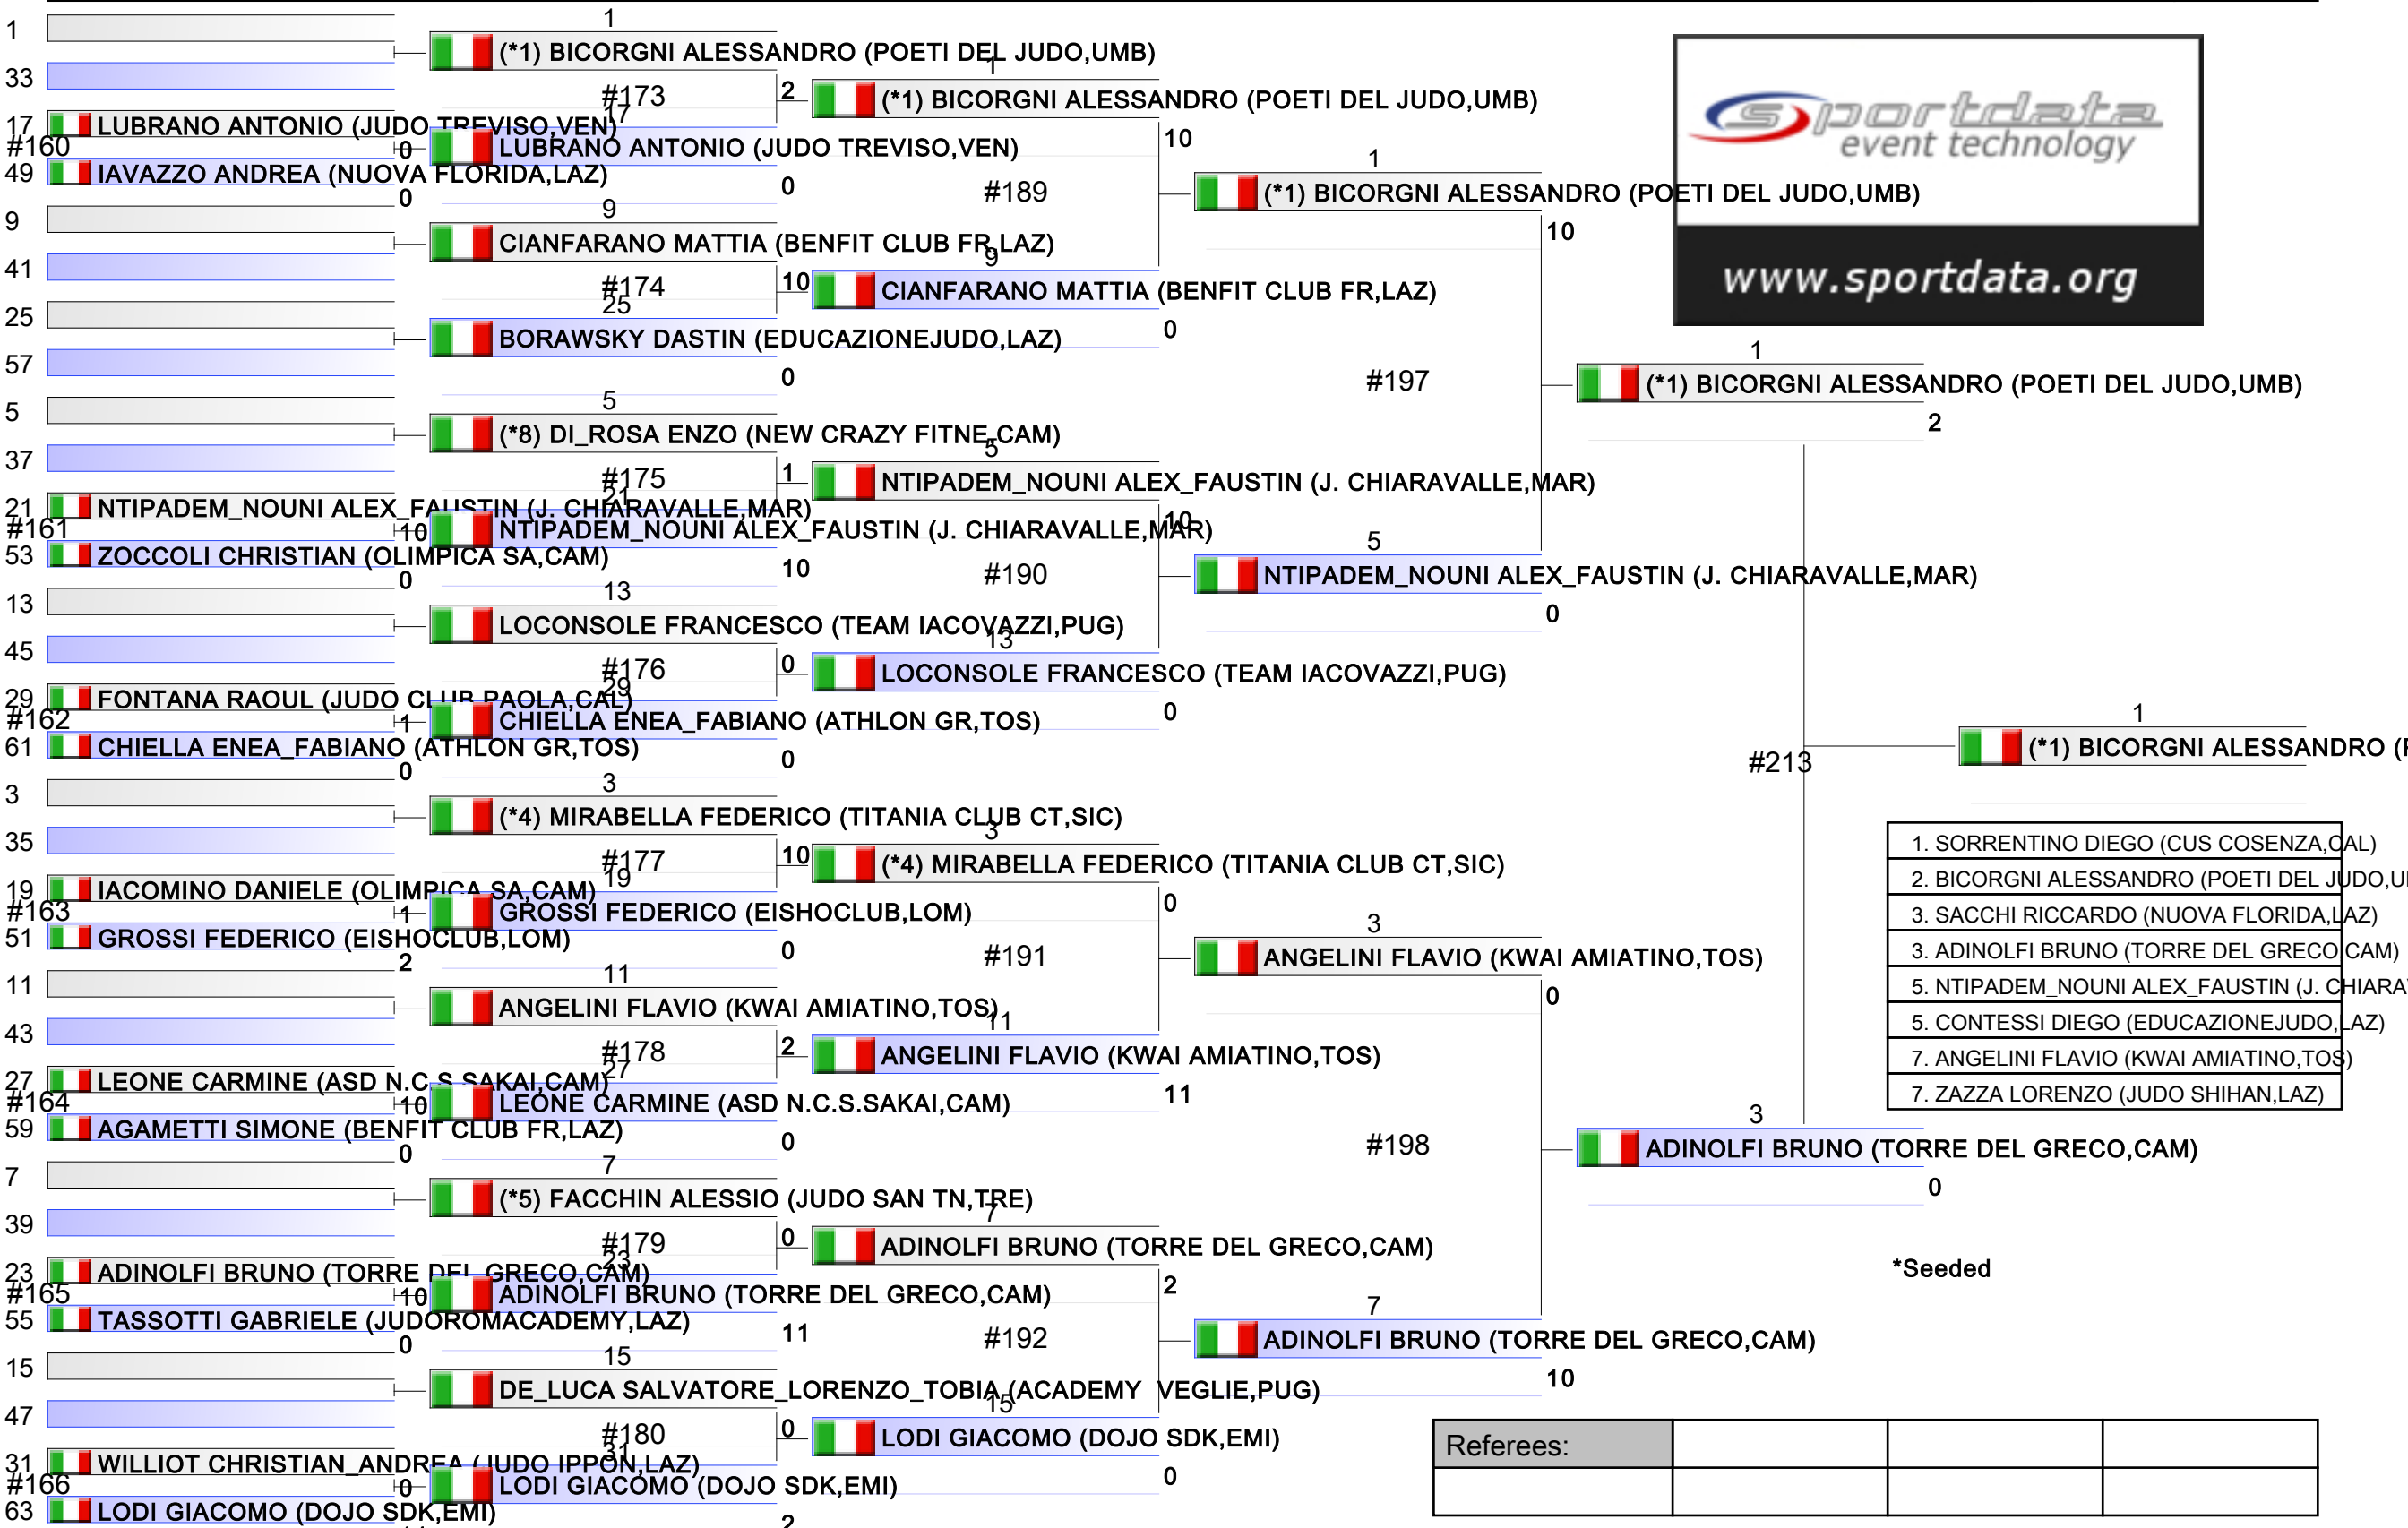 1
33
17 LUBRANO ANTONIO (JUDO TREVISO,VEN)
#160 0
49 IAVAZZO ANDREA (NUOVA FLORIDA,LAZ)
0
9
41
25
57
5
37
21 NTIPADEM_NOUNI ALEX_FAUSTIN (J. CHIARAVALLE,MAR)
#161 10
53 ZOCCOLI CHRISTIAN (OLIMPICA SA,CAM)
0
13
45
29 FONTANA RAOUL (JUDO CLUB PAOLA,CAL)
#162 1
61 CHIELLA ENEA_FABIANO (ATHLON GR,TOS)
0
3
35
19 IACOMINO DANIELE (OLIMPICA SA,CAM)
#163 1
51 GROSSI FEDERICO (EISHOCLUB,LOM)
2
11
43
27 LEONE CARMINE (ASD N.C.S.SAKAI,CAM)
#164 10
59 AGAMETTI SIMONE (BENFIT CLUB FR,LAZ)
0
7
39
23 ADINOLFI BRUNO (TORRE DEL GRECO,CAM)
#165 10
55 TASSOTTI GABRIELE (JUDOROMACADEMY,LAZ)
0
15
47
31 WILLIOT CHRISTIAN_ANDREA (JUDO IPPON,LAZ)
#166 0
63 LODI GIACOMO (DOJO SDK,EMI)
1
(*1) BICORGNI ALESSANDRO (POETI DEL JUDO,UMB)
#173 2
17
LUBRANO ANTONIO (JUDO TREVISO,VEN)
0
9
CIANFARANO MATTIA (BENFIT CLUB FR,LAZ)
#174 10
25
BORAWSKY DASTIN (EDUCAZIONEJUDO,LAZ)
0
5
(*8) DI_ROSA ENZO (NEW CRAZY FITNE,CAM)
#175 1
21
NTIPADEM_NOUNI ALEX_FAUSTIN (J. CHIARAVALLE,MAR)
10
13
LOCONSOLE FRANCESCO (TEAM IACOVAZZI,PUG)
#176 0
29
CHIELLA ENEA_FABIANO (ATHLON GR,TOS)
0
3
(*4) MIRABELLA FEDERICO (TITANIA CLUB CT,SIC)
#177 10
19
GROSSI FEDERICO (EISHOCLUB,LOM)
0
11
ANGELINI FLAVIO (KWAI AMIATINO,TOS)
#178 2
27
LEONE CARMINE (ASD N.C.S.SAKAI,CAM)
0
7
(*5) FACCHIN ALESSIO (JUDO SAN TN,TRE)
#179 0
23
ADINOLFI BRUNO (TORRE DEL GRECO,CAM)
11
15
DE_LUCA SALVATORE_LORENZO_TOBIA (ACADEMY VEGLIE,PUG)
#180 0
31
LODI GIACOMO (DOJO SDK,EMI)
2
1
(*1) BICORGNI ALESSANDRO (POETI DEL JUDO,UMB)
10
#189
9
CIANFARANO MATTIA (BENFIT CLUB FR,LAZ)
0
5
NTIPADEM_NOUNI ALEX_FAUSTIN (J. CHIARAVALLE,MAR)
10
#190
13
LOCONSOLE FRANCESCO (TEAM IACOVAZZI,PUG)
0
3
(*4) MIRABELLA FEDERICO (TITANIA CLUB CT,SIC)
0
#191
11
ANGELINI FLAVIO (KWAI AMIATINO,TOS)
11
7
ADINOLFI BRUNO (TORRE DEL GRECO,CAM)
2
#192
15
LODI GIACOMO (DOJO SDK,EMI)
0
1
(*1) BICORGNI ALESSANDRO (POETI DEL JUDO,UMB)
10
#197
5
NTIPADEM_NOUNI ALEX_FAUSTIN (J. CHIARAVALLE,MAR)
0
3
ANGELINI FLAVIO (KWAI AMIATINO,TOS)
0
#198
7
ADINOLFI BRUNO (TORRE DEL GRECO,CAM)
10
sportdata
event technology
www.sportdata.org
1
(*1) BICORGNI ALESSANDRO (POETI DEL JUDO,UMB)
2
#213
3
ADINOLFI BRUNO (TORRE DEL GRECO,CAM)
0
1
(*1) BICORGNI ALESSANDRO (
1. SORRENTINO DIEGO (CUS COSENZA,CAL)
2. BICORGNI ALESSANDRO (POETI DEL JUDO,U
3. SACCHI RICCARDO (NUOVA FLORIDA,LAZ)
3. ADINOLFI BRUNO (TORRE DEL GRECO,CAM)
5. NTIPADEM_NOUNI ALEX_FAUSTIN (J. CHIARA
5. CONTESSI DIEGO (EDUCAZIONEJUDO,LAZ)
7. ANGELINI FLAVIO (KWAI AMIATINO,TOS)
7. ZAZZA LORENZO (JUDO SHIHAN,LAZ)
*Seeded
Referees: